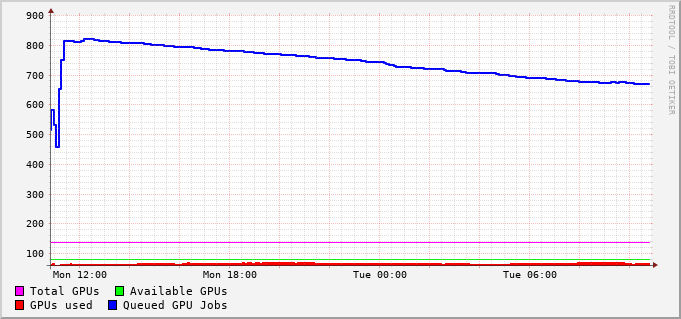 900
800
700
600
500
400
300
200
100
Mon 12:00 Mon 18:00 Tue 00:00 Tue 06:00
Total GPUs Available GPUs
GPUs used Queued GPU Jobs
RRDTOOL / TOBI OETIKER